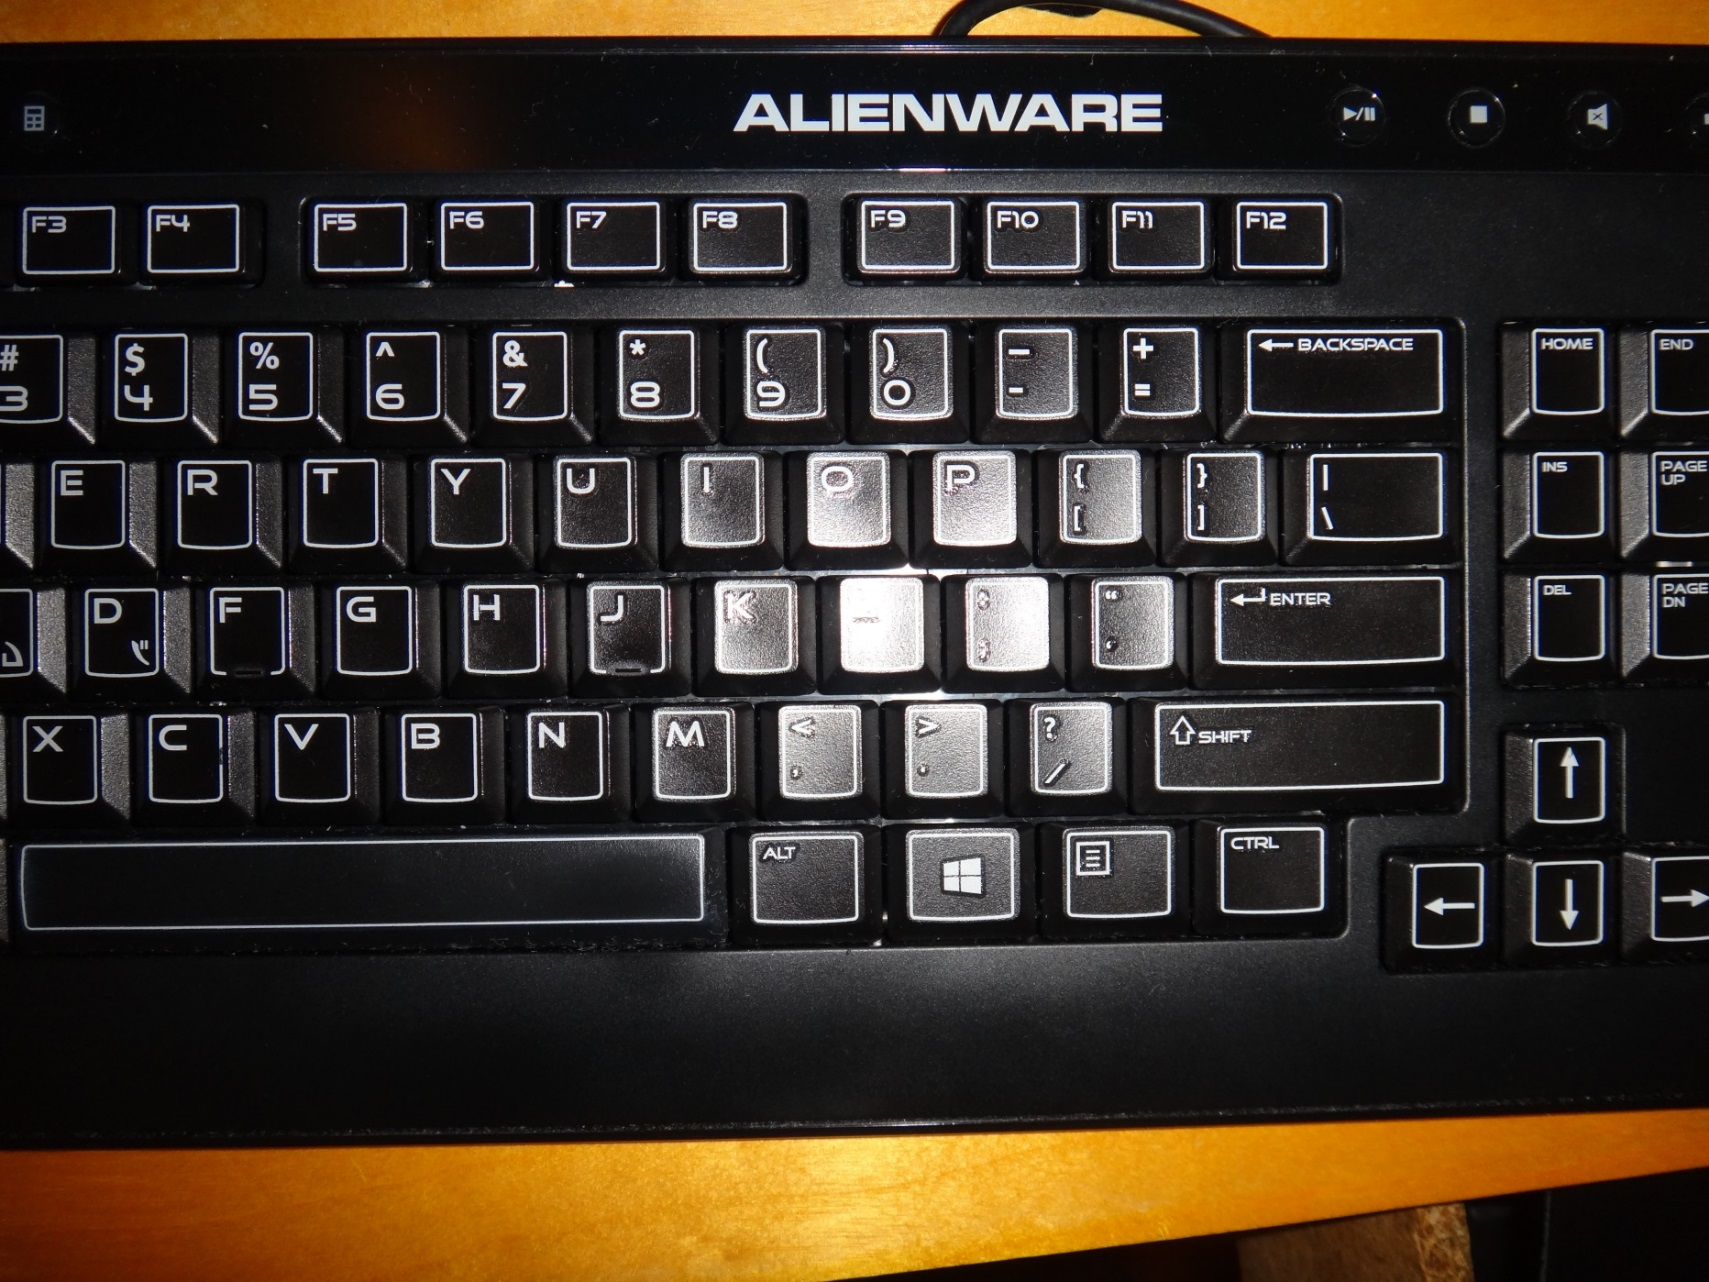 ALIENWARE
F3 F4 F5 F6 F7 F8 F9 F10 F11 F12
# $ % ^ & * ( ) _ +
3 4 5 6 7 8 9 0 - = BACKSPACE HOME END
E R T Y U I O P { } | INS PAGE UP
[ ] \
D F G H J K : “ ENTER DEL PAGE DN
; '
X C V B N M < > ? SHIFT
, . /
ALT CTRL